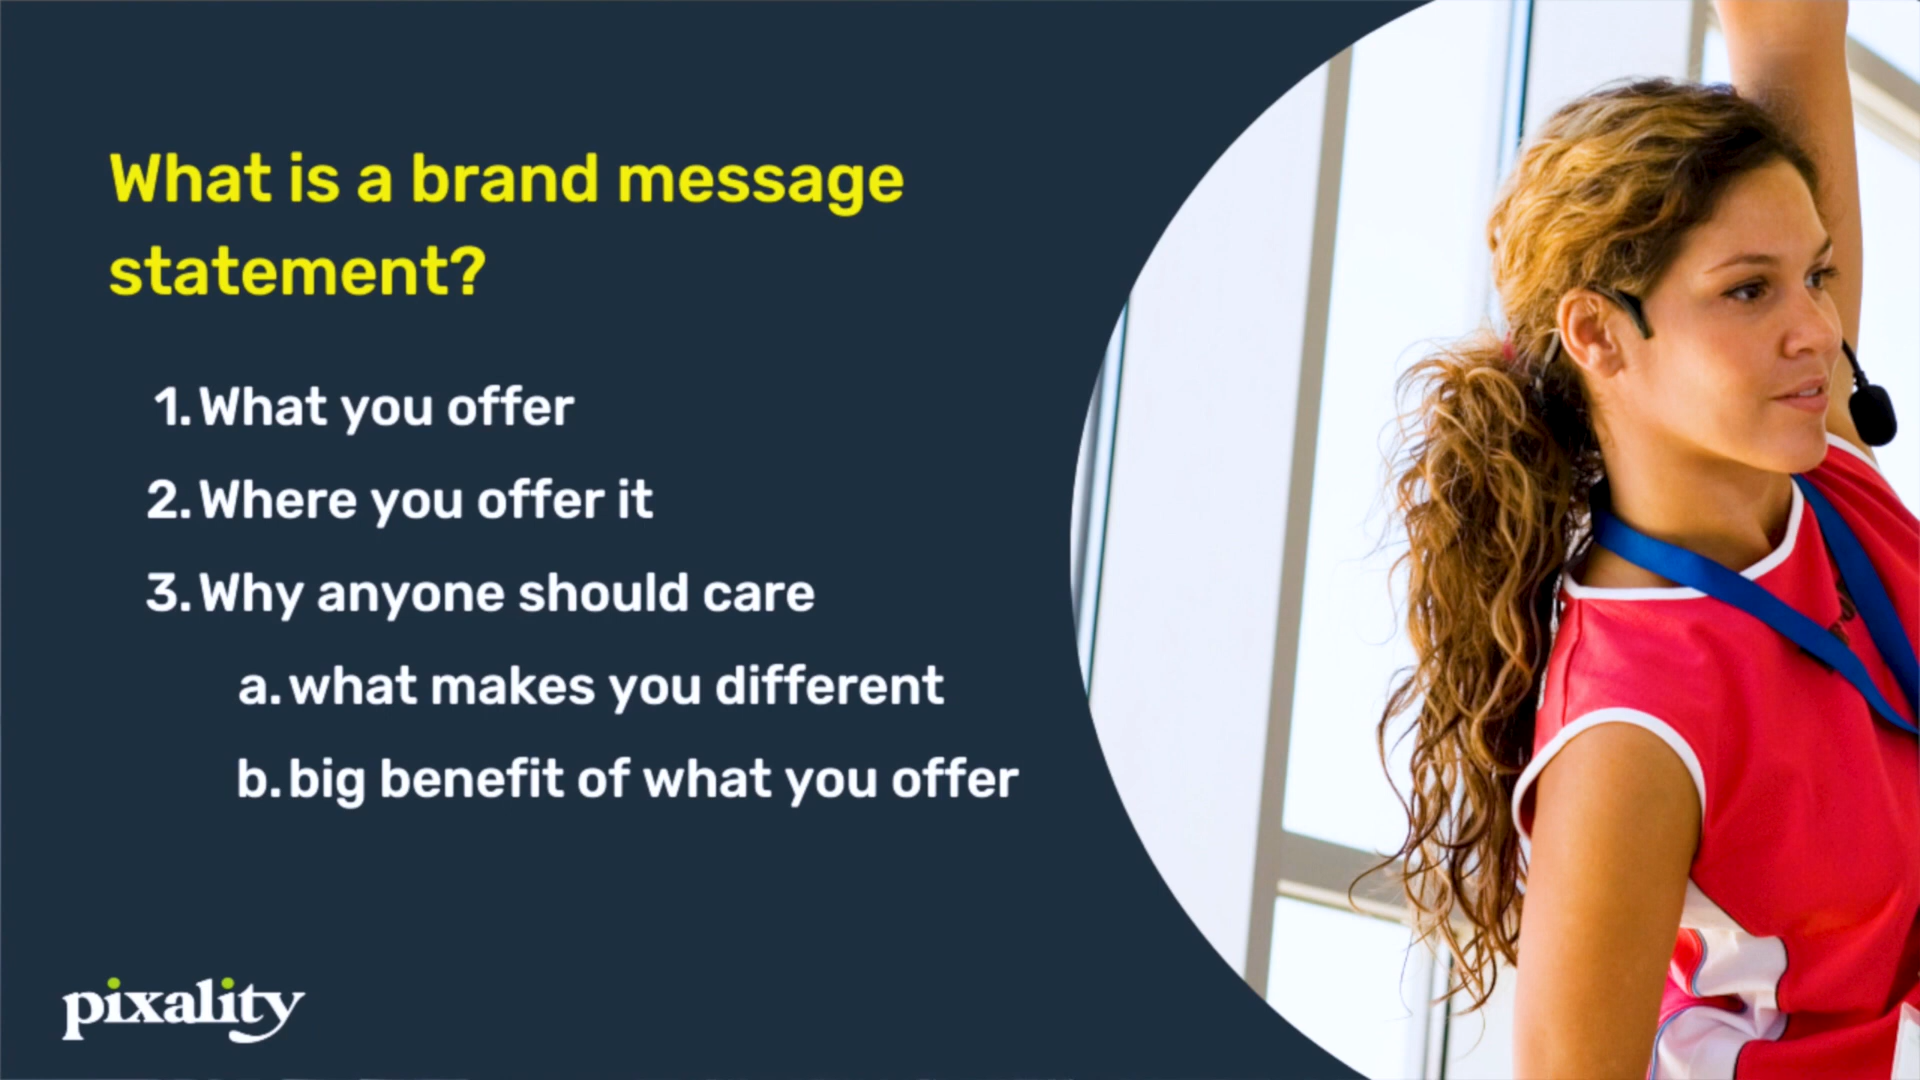 What is a brand message
statement?
1. What you offer
2. Where you offer it
3. Why anyone should care
a. what makes you different
b. big benefit of what you offer
pixality